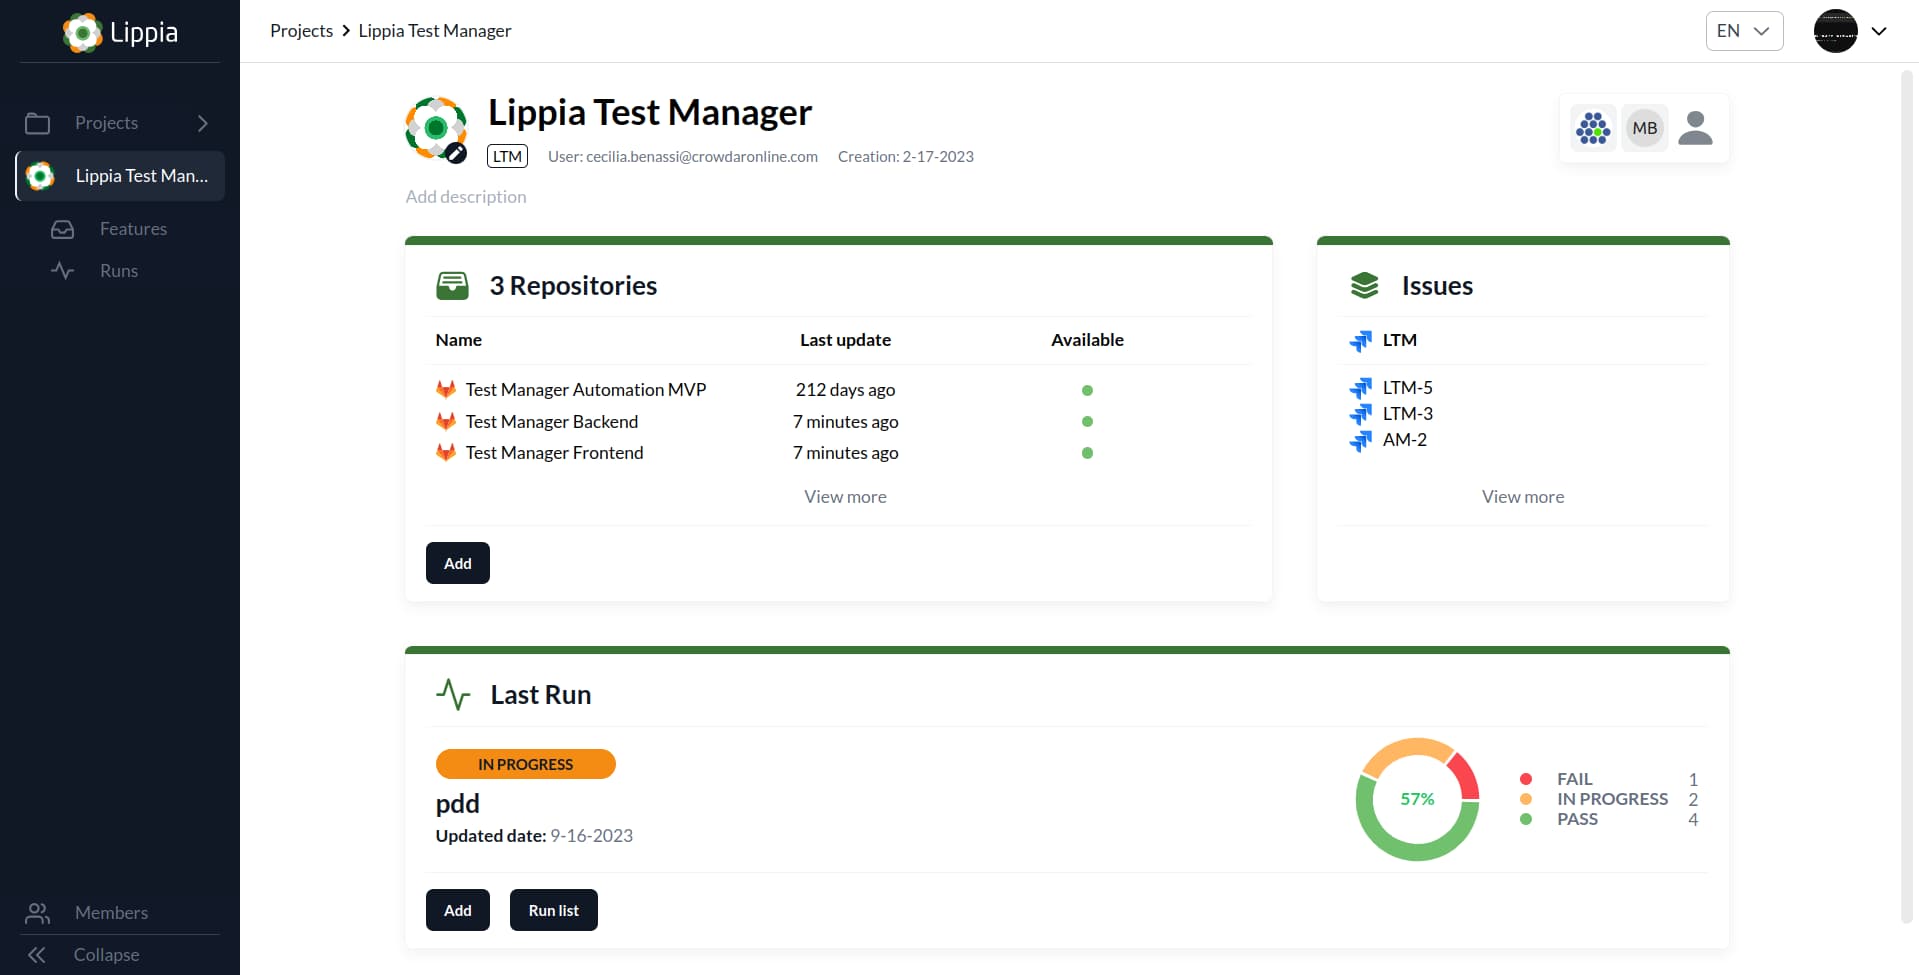 Lippia
Projects
Lippia Test Man...
Features
Runs
Members
Collapse
Projects > Lippia Test Manager
EN
Lippia Test Manager
LTM User: cecilia.benassi@crowdaronline.com Creation: 2-17-2023
MB
Add description
3 Repositories
Name Last update Available
Test Manager Automation MVP 212 days ago
Test Manager Backend 7 minutes ago
Test Manager Frontend 7 minutes ago
View more
Add
Issues
LTM
LTM-5
LTM-3
AM-2
View more
Last Run
IN PROGRESS
pdd
Updated date: 9-16-2023
57%
FAIL 1
IN PROGRESS 2
PASS 4
Add Run list